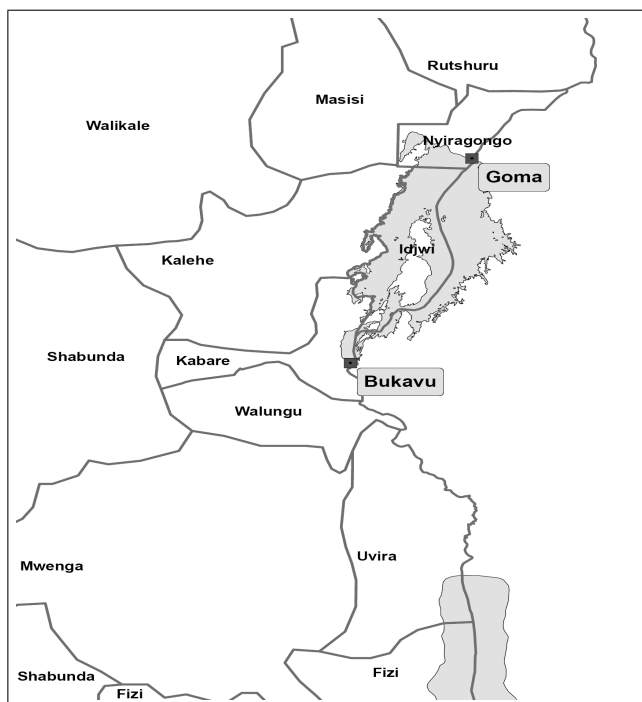 Rutshuru
Masisi
Walikale
Nyiragongo
Goma
Idjwi
Kalehe
Shabunda
Kabare
Bukavu
Walungu
Uvira
Mwenga
Fizi
Shabunda
Fizi